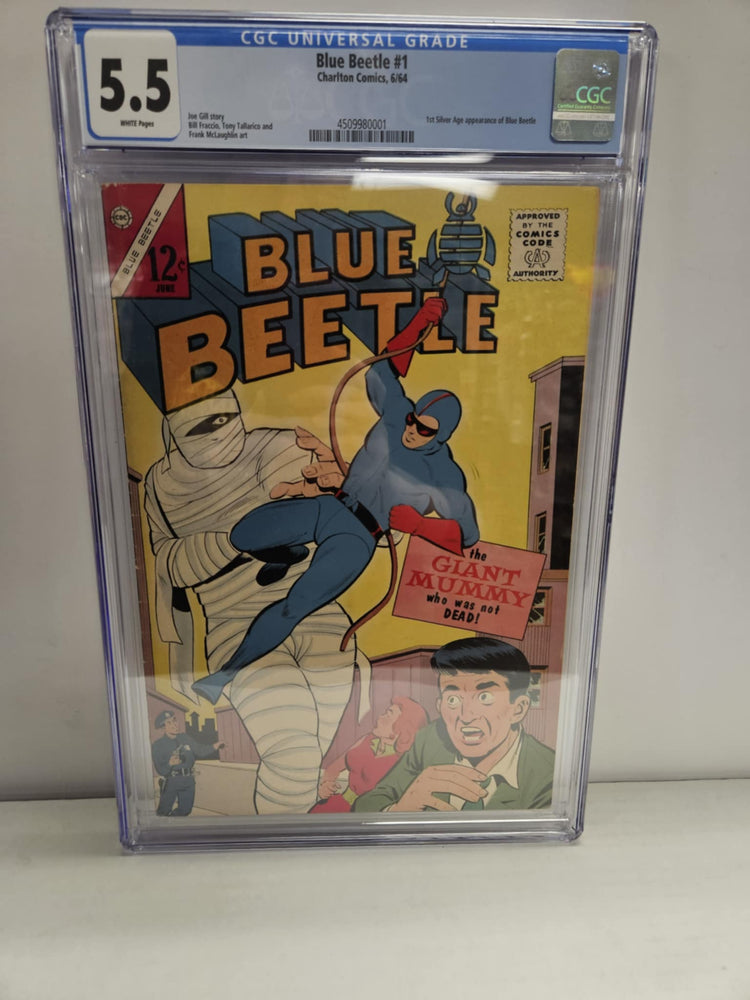 CGC UNIVERSAL GRADE
5.5
WHITE Pages
Blue Beetle #1
Charlton Comics, 6/64
Joe Gill story
Bill Fraccio, Tony Tallarico and
Frank McLaughlin art
4509980001
1st Silver Age appearance of Blue Beetle
CGC
CDC
BLUE BEETLE
12¢
JUNE
BLUE
BEETLE
APPROVED
BY THE
COMICS
CODE
CA
AUTHORITY
the
GIANT
MUMMY
who was not
DEAD!